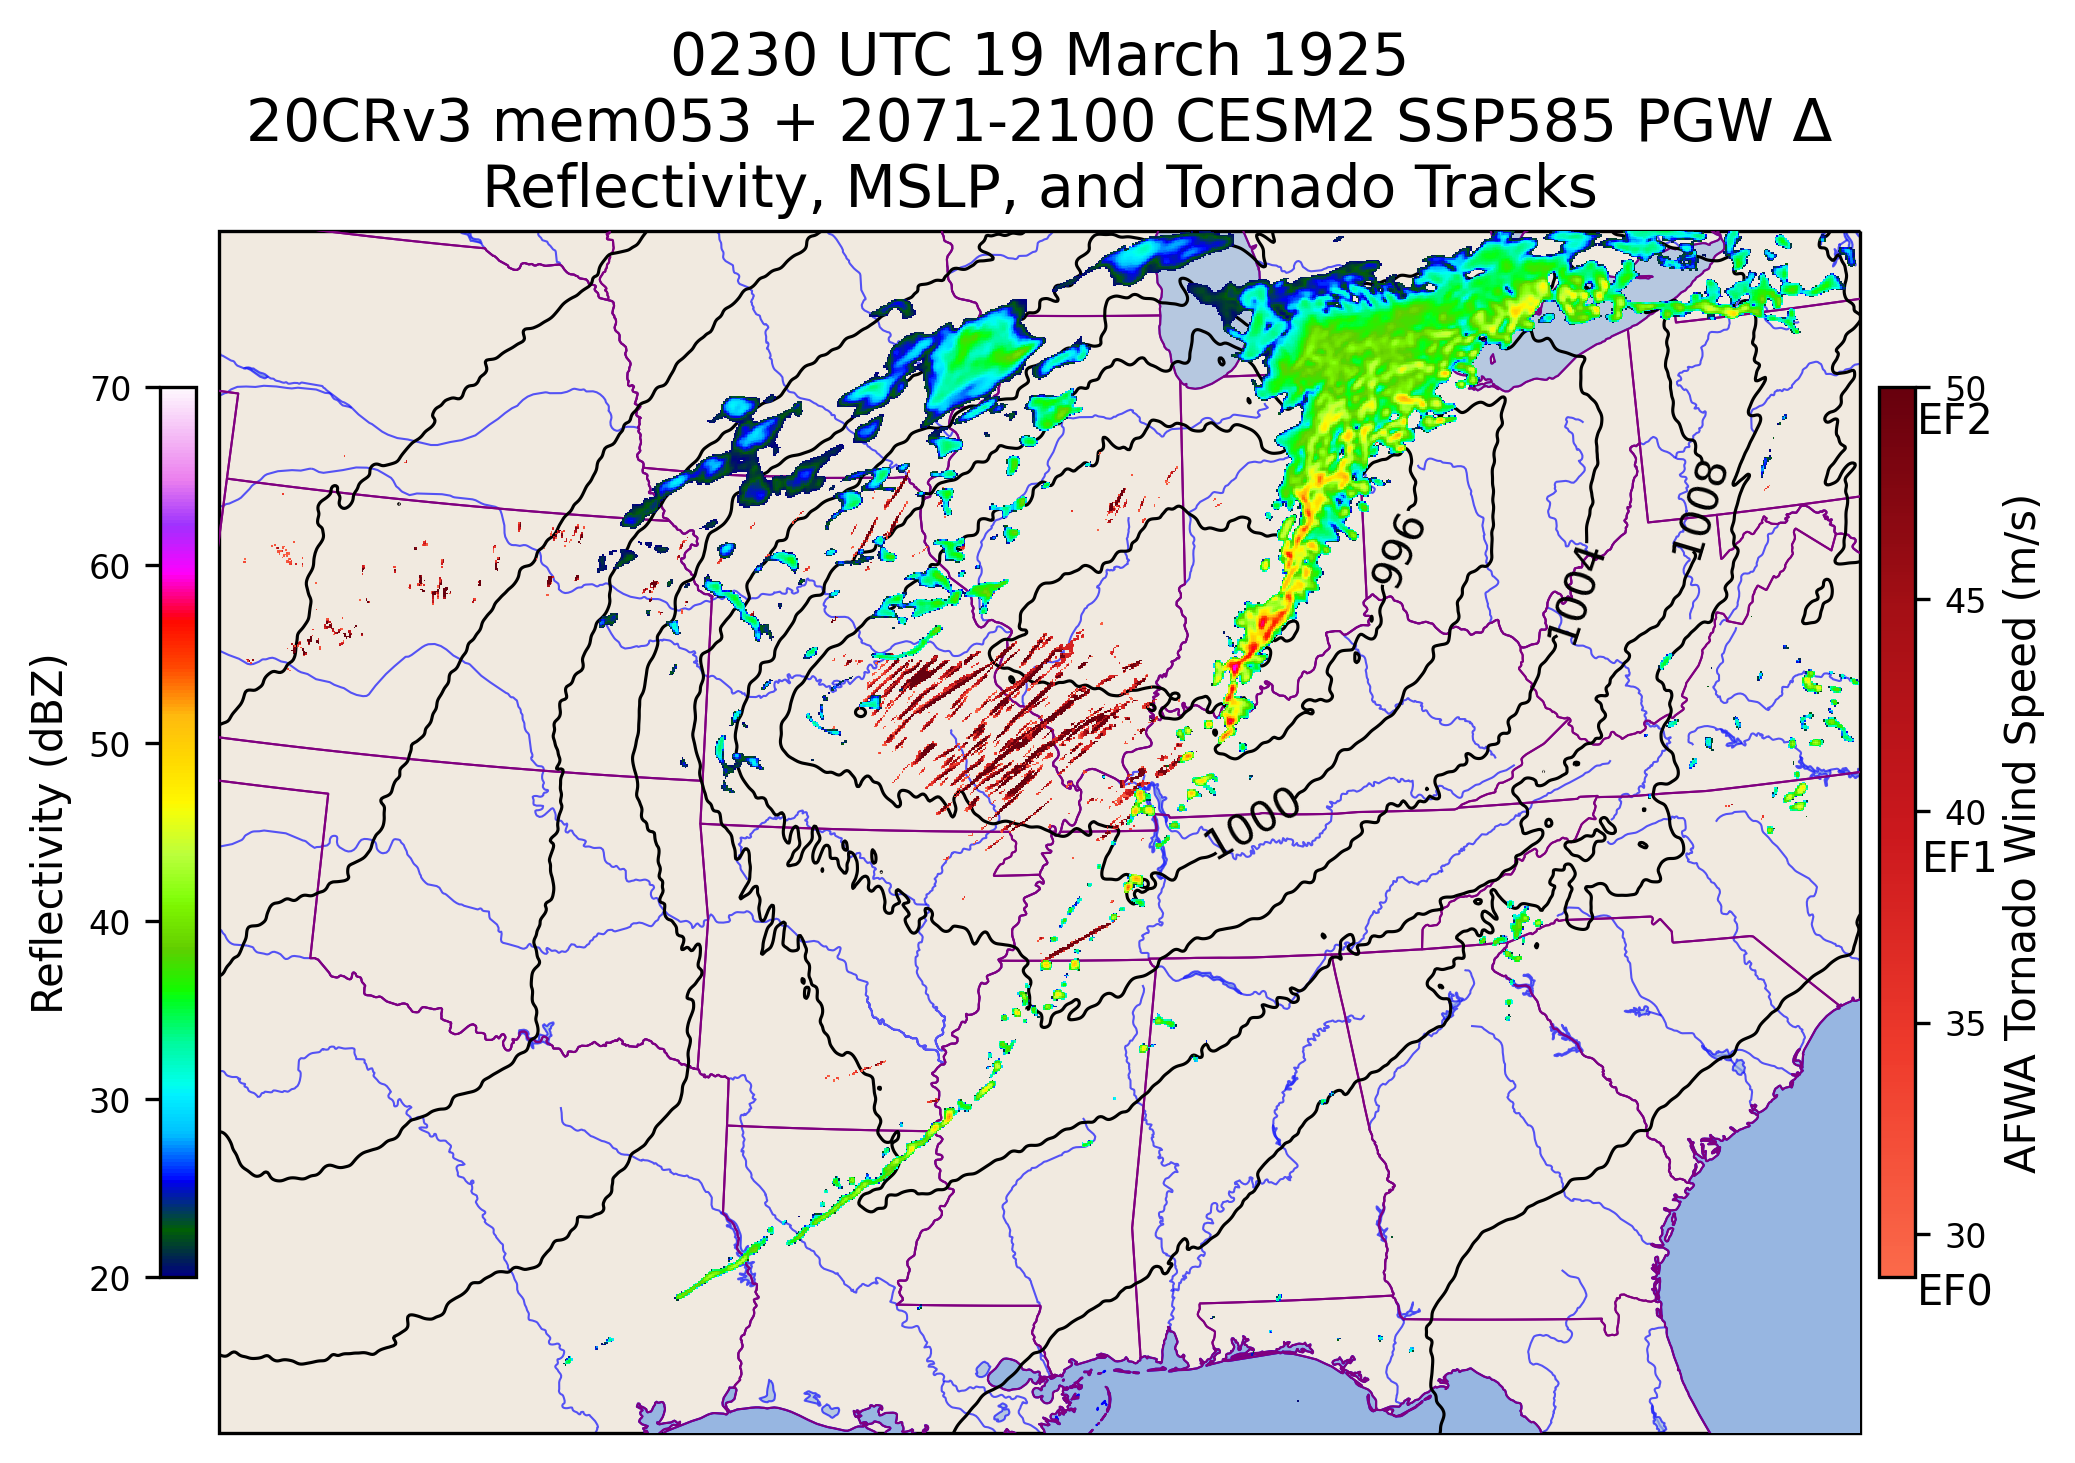 0230 UTC 19 March 1925
20CRv3 mem053 + 2071-2100 CESM2 SSP585 PGW Δ
Reflectivity, MSLP, and Tornado Tracks
70
60
50
40
30
20
Reflectivity (dBZ)
996
1000
1004
1008
50
EF2
45
40
EF1
35
30
EF0
AFWA Tornado Wind Speed (m/s)